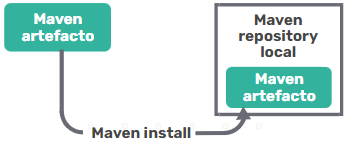 Maven
artefacto
Maven
repository
local
Maven
artefacto
Maven install